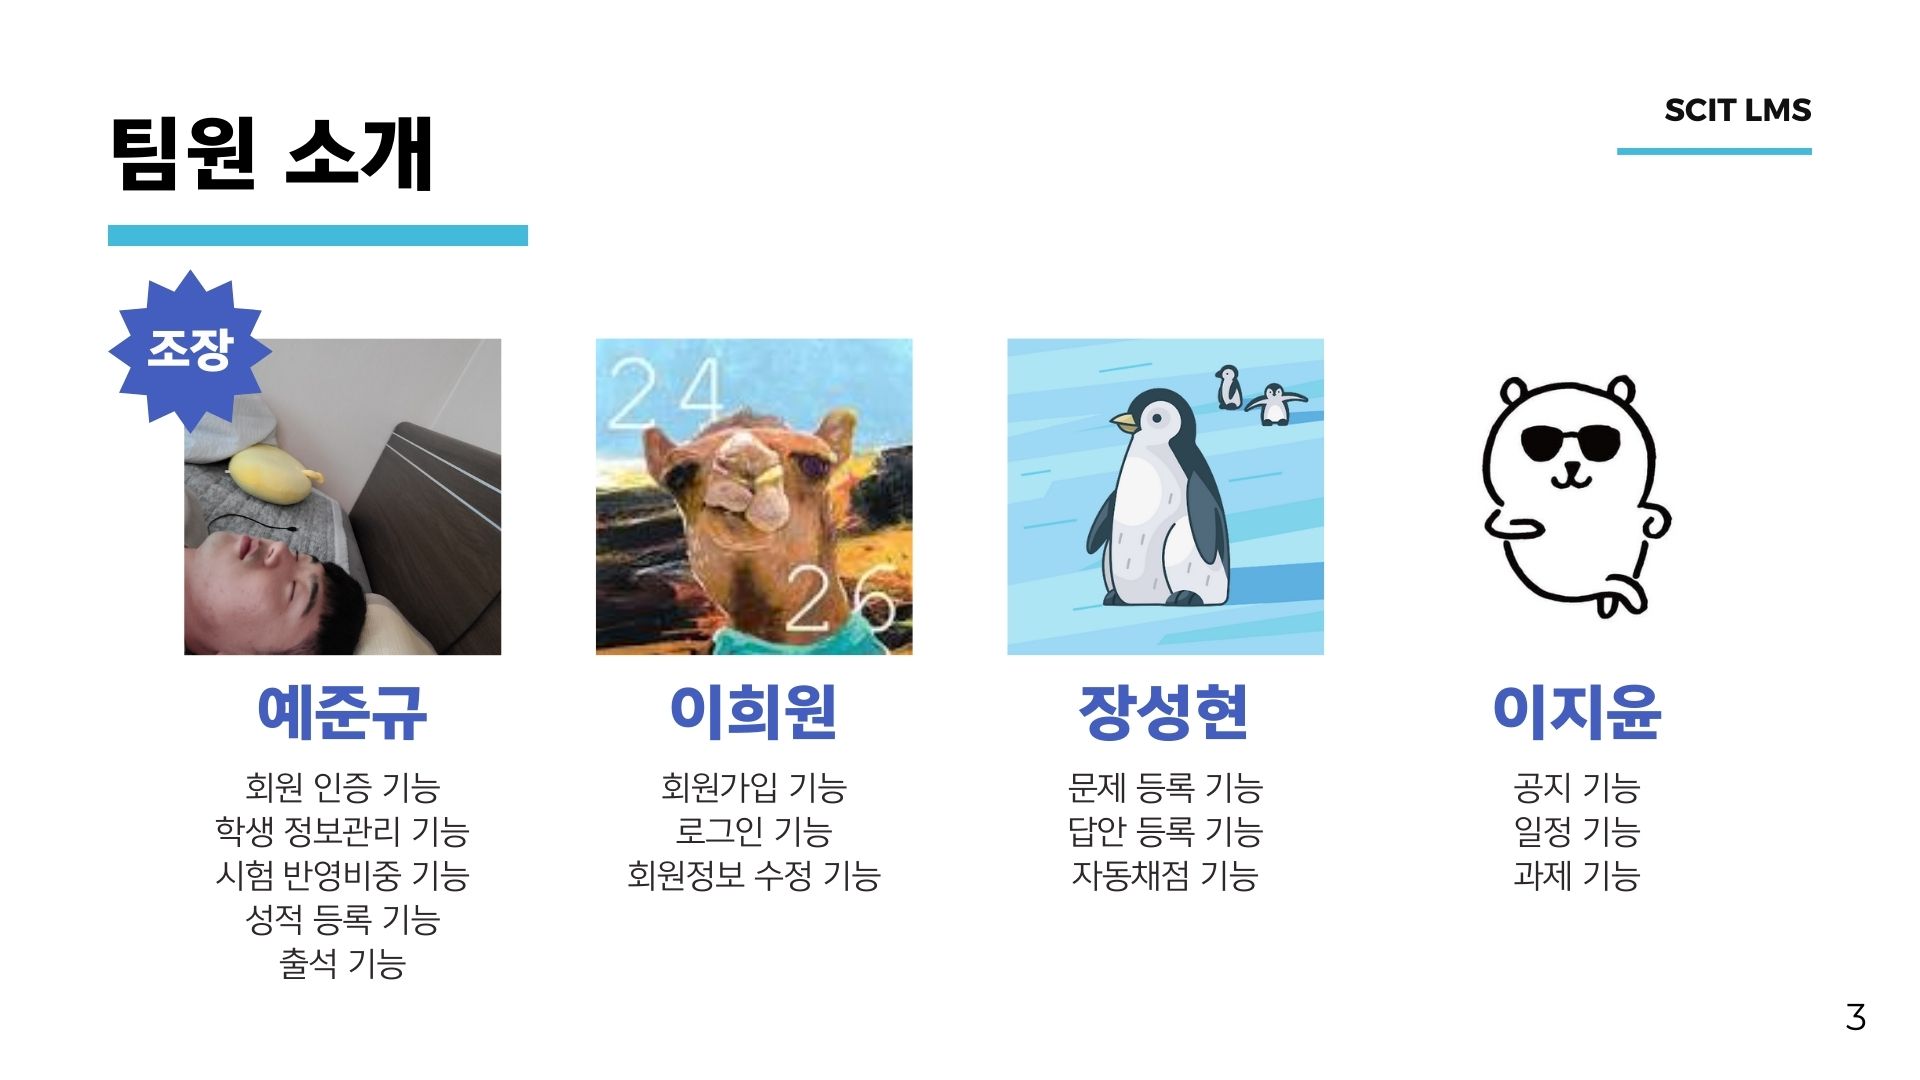 팀원 소개
SCIT LMS
조장
24
26
예준규
회원 인증 기능
학생 정보관리 기능
시험 반영비중 기능
성적 등록 기능
출석 기능
이희원
회원가입 기능
로그인 기능
회원정보 수정 기능
장성현
문제 등록 기능
답안 등록 기능
자동채점 기능
이지윤
공지 기능
일정 기능
과제 기능
3